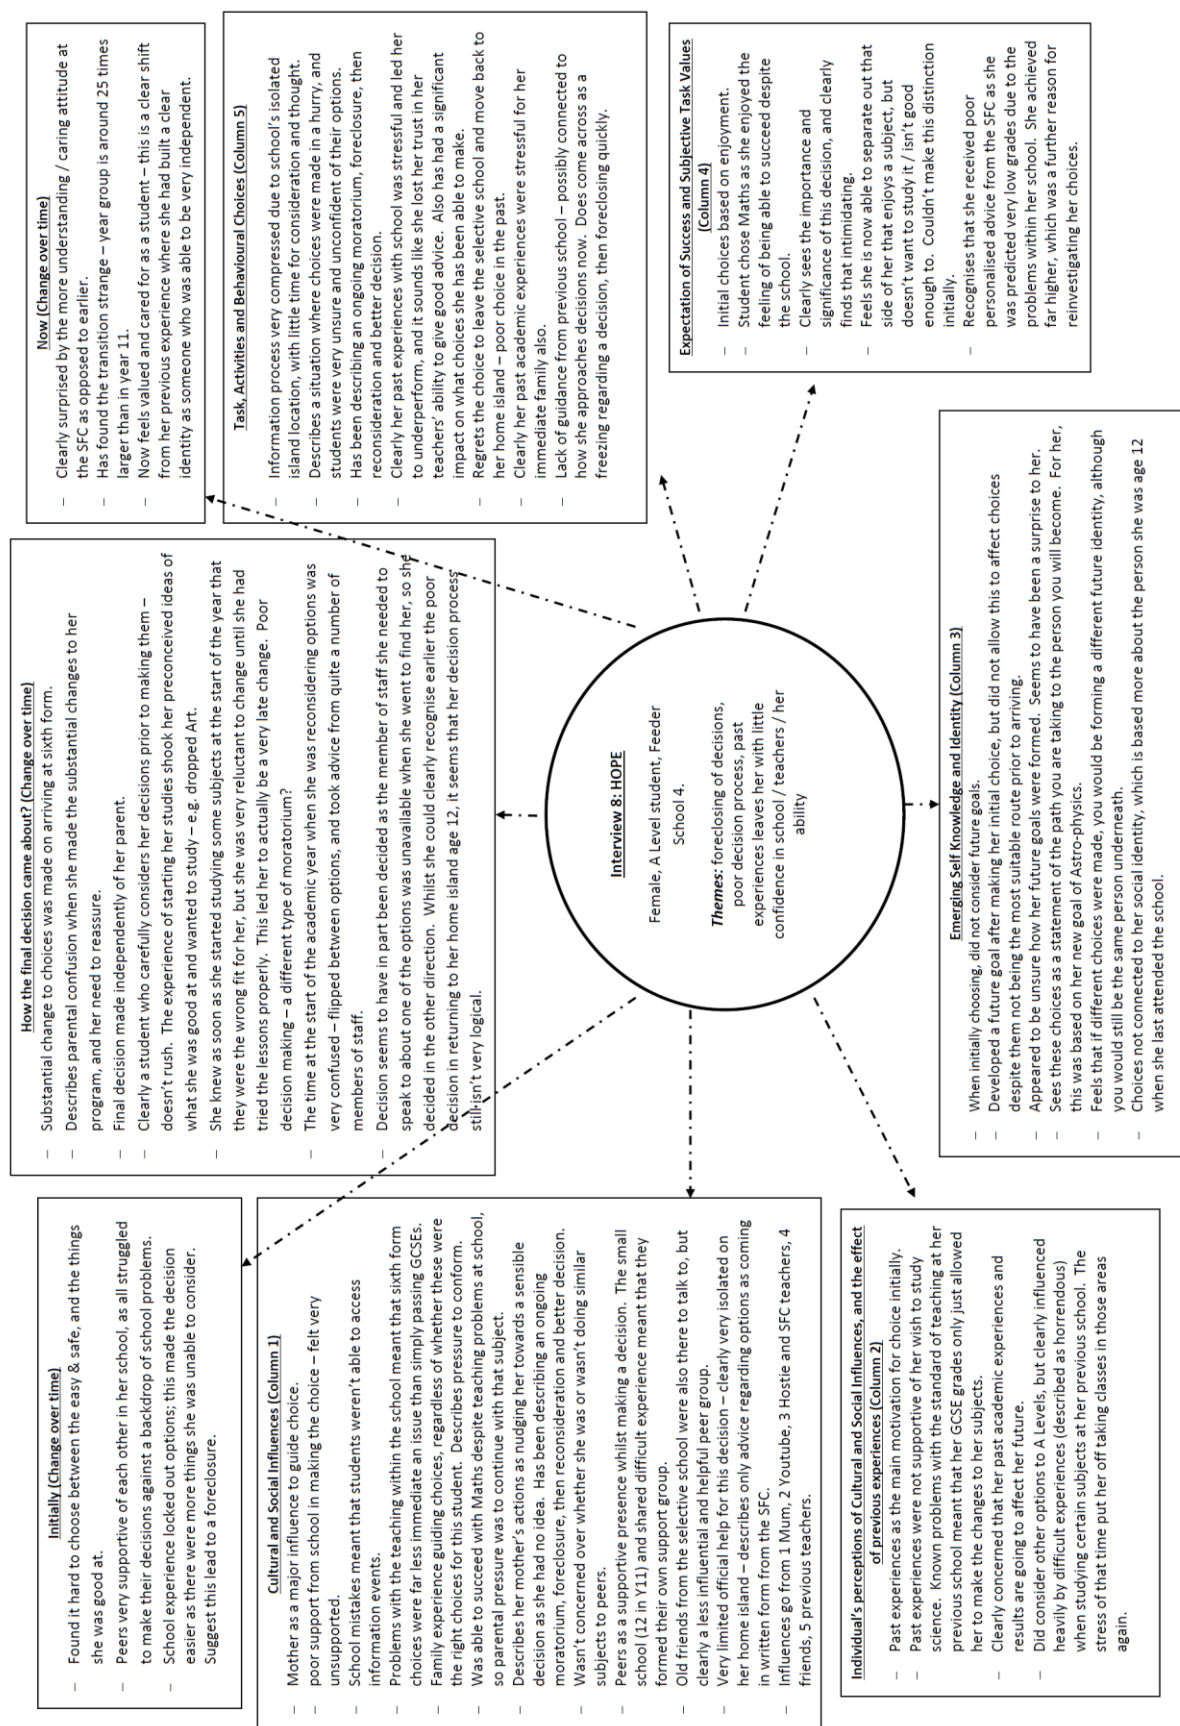 Initially (Change over time)
– Found it hard to choose between the easy & safe, and the things
she was good at.
– Peers very supportive of each other in her school, as all struggled
to make their decisions against a backdrop of school problems.
– School experience locked out options; this made the decision
easier as there were more things she was unable to consider.
Suggest this lead to a foreclosure.
How the final decision came about? (Change over time)
– Substantial change to choices was made on arriving at sixth form.
– Describes parental confusion when she made the substantial changes to her
program, and her need to reassure.
– Final decision made independently of her parent.
– Clearly a student who carefully considers her decisions prior to making them –
doesn't rush. The experience of starting her studies shook her preconceived ideas of
what she was good at and wanted to study – e.g. dropped Art.
– She knew as soon as she started studying some subjects at the start of the year that
they were the wrong fit for her, but she was very reluctant to change until she had
tried the lessons properly. This led her to actually be a very late change. Poor
decision making – a different type of moratorium?
– The time at the start of the academic year when she was reconsidering options was
very confused – flipped between options, and took advice from quite a number of
members of staff.
– Decision seems to have in part been decided as the member of staff she needed to
speak to about one of the options was unavailable when she went to find her, so she
decided in the other direction. Whilst she could clearly recognise earlier the poor
decision in returning to her home island age 12, it seems that her decision process
still isn't very logical.
Now (Change over time)
– Clearly surprised by the more understanding / caring attitude at
the SFC as opposed to earlier.
– Has found the transition strange – year group is around 25 times
larger than in year 11.
– Now feels valued and cared for as a student – this is a clear shift
from her previous experience where she had built a clear
identity as someone who was able to be very independent.
Cultural and Social Influences (Column 1)
– Mother as a major influence to guide choice.
– poor support from school in making the choice – felt very
unsupported.
– School mistakes meant that students weren't able to access
information events.
– Problems with the teaching within the school meant that sixth form
choices were far less immediate an issue than simply passing GCSEs.
– Family experience guiding choices, regardless of whether these were
the right choices for this student. Describes pressure to conform.
– Was able to succeed with Maths despite teaching problems at school,
so parental pressure was to continue with that subject.
– Describes her mother's actions as nudging her towards a sensible
decision as she had no idea. Has been describing an ongoing
moratorium, foreclosure, then reconsideration and better decision.
– Wasn't concerned over whether she was or wasn't doing similar
subjects to peers.
– Peers as a supportive presence whilst making a decision. The small
school (12 in Y11) and shared difficult experience meant that they
formed their own support group.
– Old friends from the selective school were also there to talk to, but
clearly a less influential and helpful peer group.
– Very limited official help for this decision – clearly very isolated on
her home island – describes only advice regarding options as coming
in written form from the SFC.
– Influences go from 1 Mum, 2 Youtube, 3 Hostie and SFC teachers, 4
friends, 5 previous teachers.
Interview 8: HOPE
Female, A Level student, Feeder
School 4.
Themes: foreclosing of decisions,
poor decision process, past
experiences leaves her with little
confidence in school / teachers / her
ability
Task, Activities and Behavioural Choices (Column 5)
– Information process very compressed due to school's isolated
island location, with little time for consideration and thought.
– Describes a situation where choices were made in a hurry, and
students were very unsure and unconfident of their options.
– Has been describing an ongoing moratorium, foreclosure, then
reconsideration and better decision.
– Clearly her past experiences with school was stressful and led her
to underperform, and it sounds like she lost her trust in her
teachers' ability to give good advice. Also has had a significant
impact on what choices she has been able to make.
– Regrets the choice to leave the selective school and move back to
her home island – poor choice in the past.
– Clearly her past academic experiences were stressful for her
immediate family also.
– Lack of guidance from previous school – possibly connected to
how she approaches decisions now. Does come across as a
freezing regarding a decision, then foreclosing quickly.
Individual's perceptions of Cultural and Social Influences, and the effect
of previous experiences (Column 2)
– Past experiences as the main motivation for choice initially.
– Past experiences were not supportive of her wish to study
science. Known problems with the standard of teaching at her
previous school meant that her GCSE grades only just allowed
her to make the changes to her subjects.
– Clearly concerned that her past academic experiences and
results are going to affect her future.
– Did consider other options to A Levels, but clearly influenced
heavily by difficult experiences (described as horrendous)
when studying certain subjects at her previous school. The
stress of that time put her off taking classes in those areas
again.
Emerging Self Knowledge and Identity (Column 3)
– When initially choosing, did not consider future goals.
– Developed a future goal after making her initial choice, but did not allow this to affect choices
despite them not being the most suitable route prior to arriving.
– Appeared to be unsure how her future goals were formed. Seems to have been a surprise to her.
– Sees these choices as a statement of the path you are taking to the person you will become. For her,
this was based on her new goal of Astro-physics.
– Feels that if different choices were made, you would be forming a different future identity, although
you would still be the same person underneath.
– Choices not connected to her social identity, which is based more about the person she was age 12
when she last attended the school.
Expectation of Success and Subjective Task Values
(Column 4)
– Initial choices based on enjoyment.
– Student chose Maths as she enjoyed the
feeling of being able to succeed despite
the school.
– Clearly sees the importance and
significance of this decision, and clearly
finds that intimidating.
– Feels she is now able to separate out that
side of her that enjoys a subject, but
doesn't want to study it / isn't good
enough to. Couldn't make this distinction
initially.
– Recognises that she received poor
personalised advice from the SFC as she
was predicted very low grades due to the
problems within her school. She achieved
far higher, which was a further reason for
reinvestigating her choices.